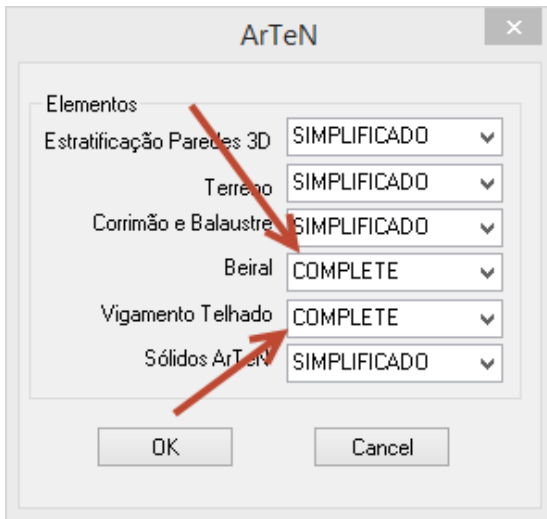 ArTeN
Elementos
Estratificação Paredes 3D SIMPLIFICADO
Terreno SIMPLIFICADO
Corrimão e Balaustre SIMPLIFICADO
Beiral COMPLETE
Vigamento Telhado COMPLETE
Sólidos ArTeN SIMPLIFICADO
OK Cancel